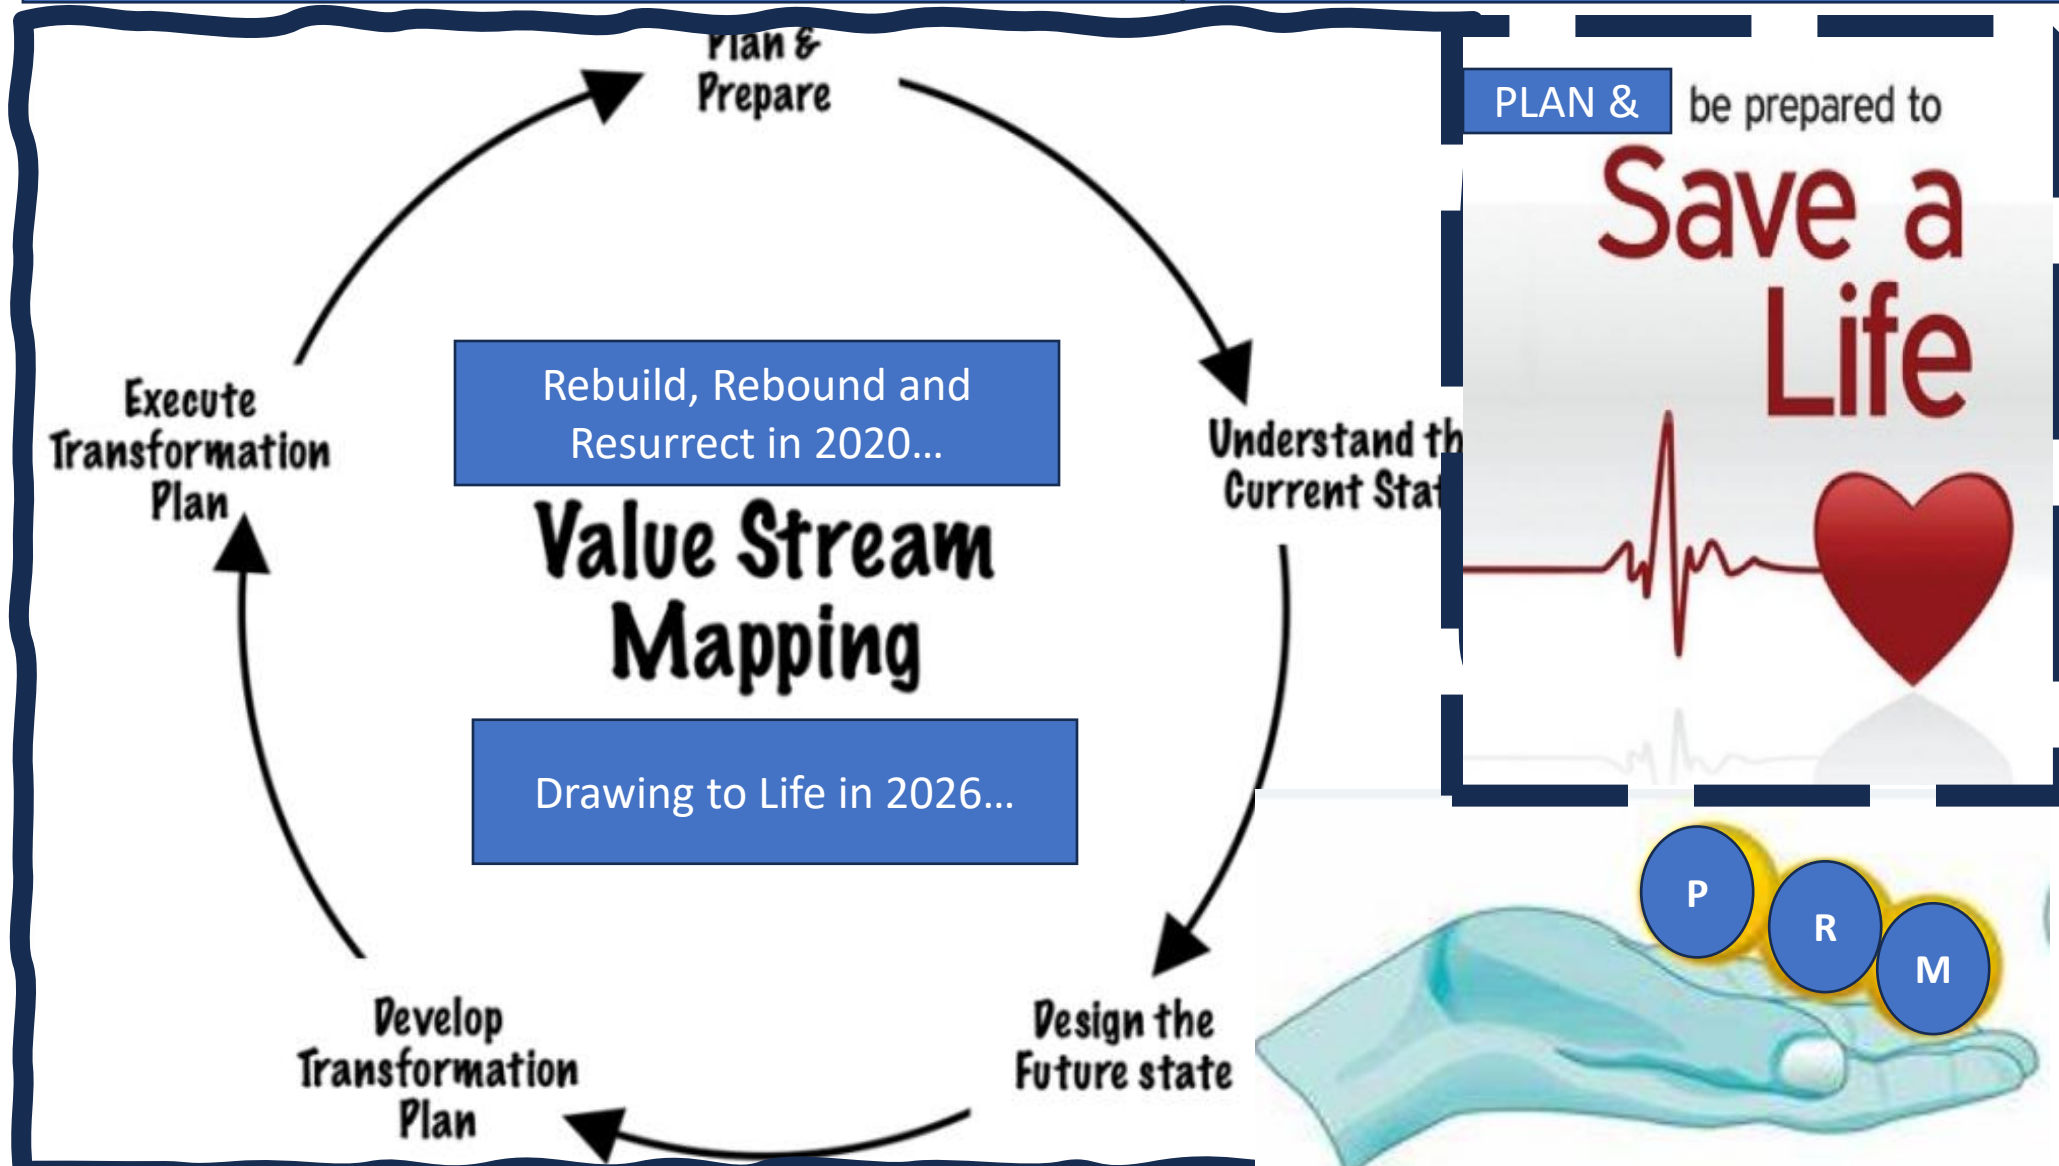 Plan &
Prepare
Understand th
Current Stat
Design the
Future state
Develop
Transformation
Plan
Execute
Transformation
Plan
Rebuild, Rebound and
Resurrect in 2020...
Value Stream
Mapping
Drawing to Life in 2026...
PLAN & be prepared to
Save a
Life
P
R
M